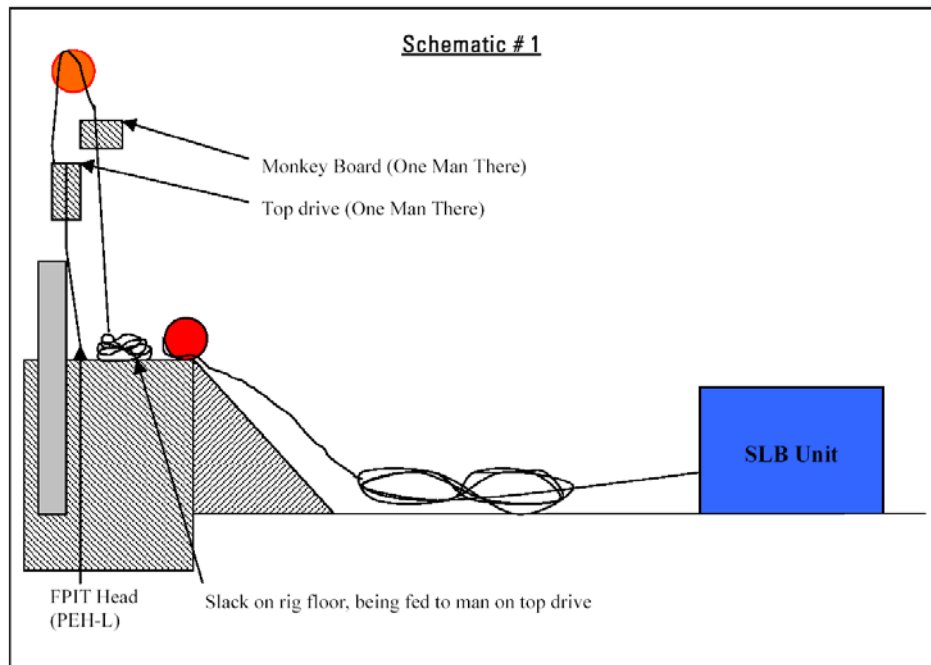 Schematic # 1
Monkey Board (One Man There)
Top drive (One Man There)
SLB Unit
FPIT Head
(PEH-L)
Slack on rig floor, being fed to man on top drive